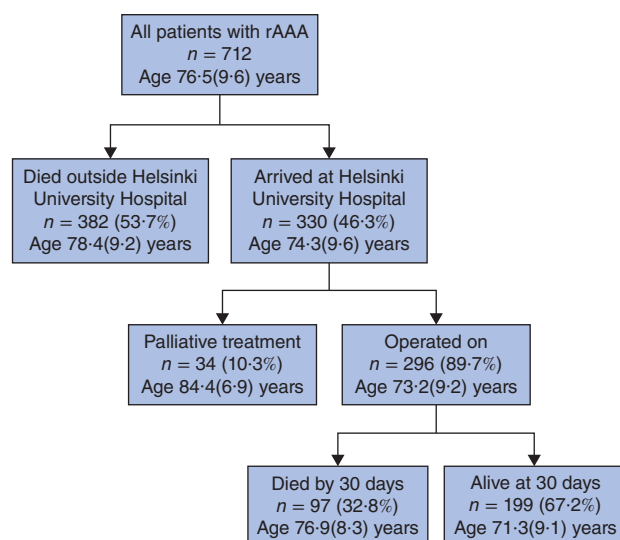 All patients with rAAA
n = 712
Age 76·5(9·6) years
Died outside Helsinki
University Hospital
n = 382 (53·7%)
Age 78·4(9·2) years
Arrived at Helsinki
University Hospital
n = 330 (46·3%)
Age 74·3(9·6) years
Palliative treatment
n = 34 (10·3%)
Age 84·4(6·9) years
Operated on
n = 296 (89·7%)
Age 73·2(9·2) years
Died by 30 days
n = 97 (32·8%)
Age 76·9(8·3) years
Alive at 30 days
n = 199 (67·2%)
Age 71·3(9·1) years